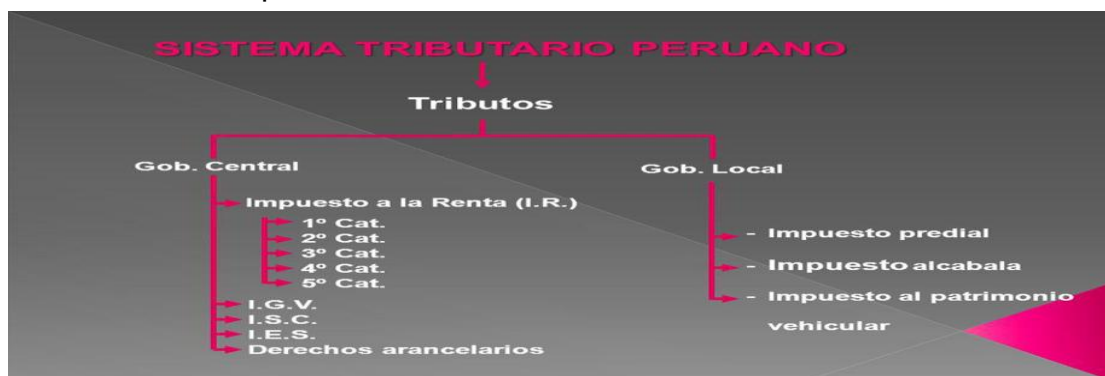 SISTEMA TRIBUTARIO PERUANO
Tributos
Gob. Central
Impuesto a la Renta (I.R.)
1º Cat.
2º Cat.
3º Cat.
4º Cat.
5º Cat.
I.G.V.
I.S.C.
I.E.S.
Derechos arancelarios
Gob. Local
- Impuesto predial
- Impuesto alcabala
- Impuesto al patrimonio
vehicular